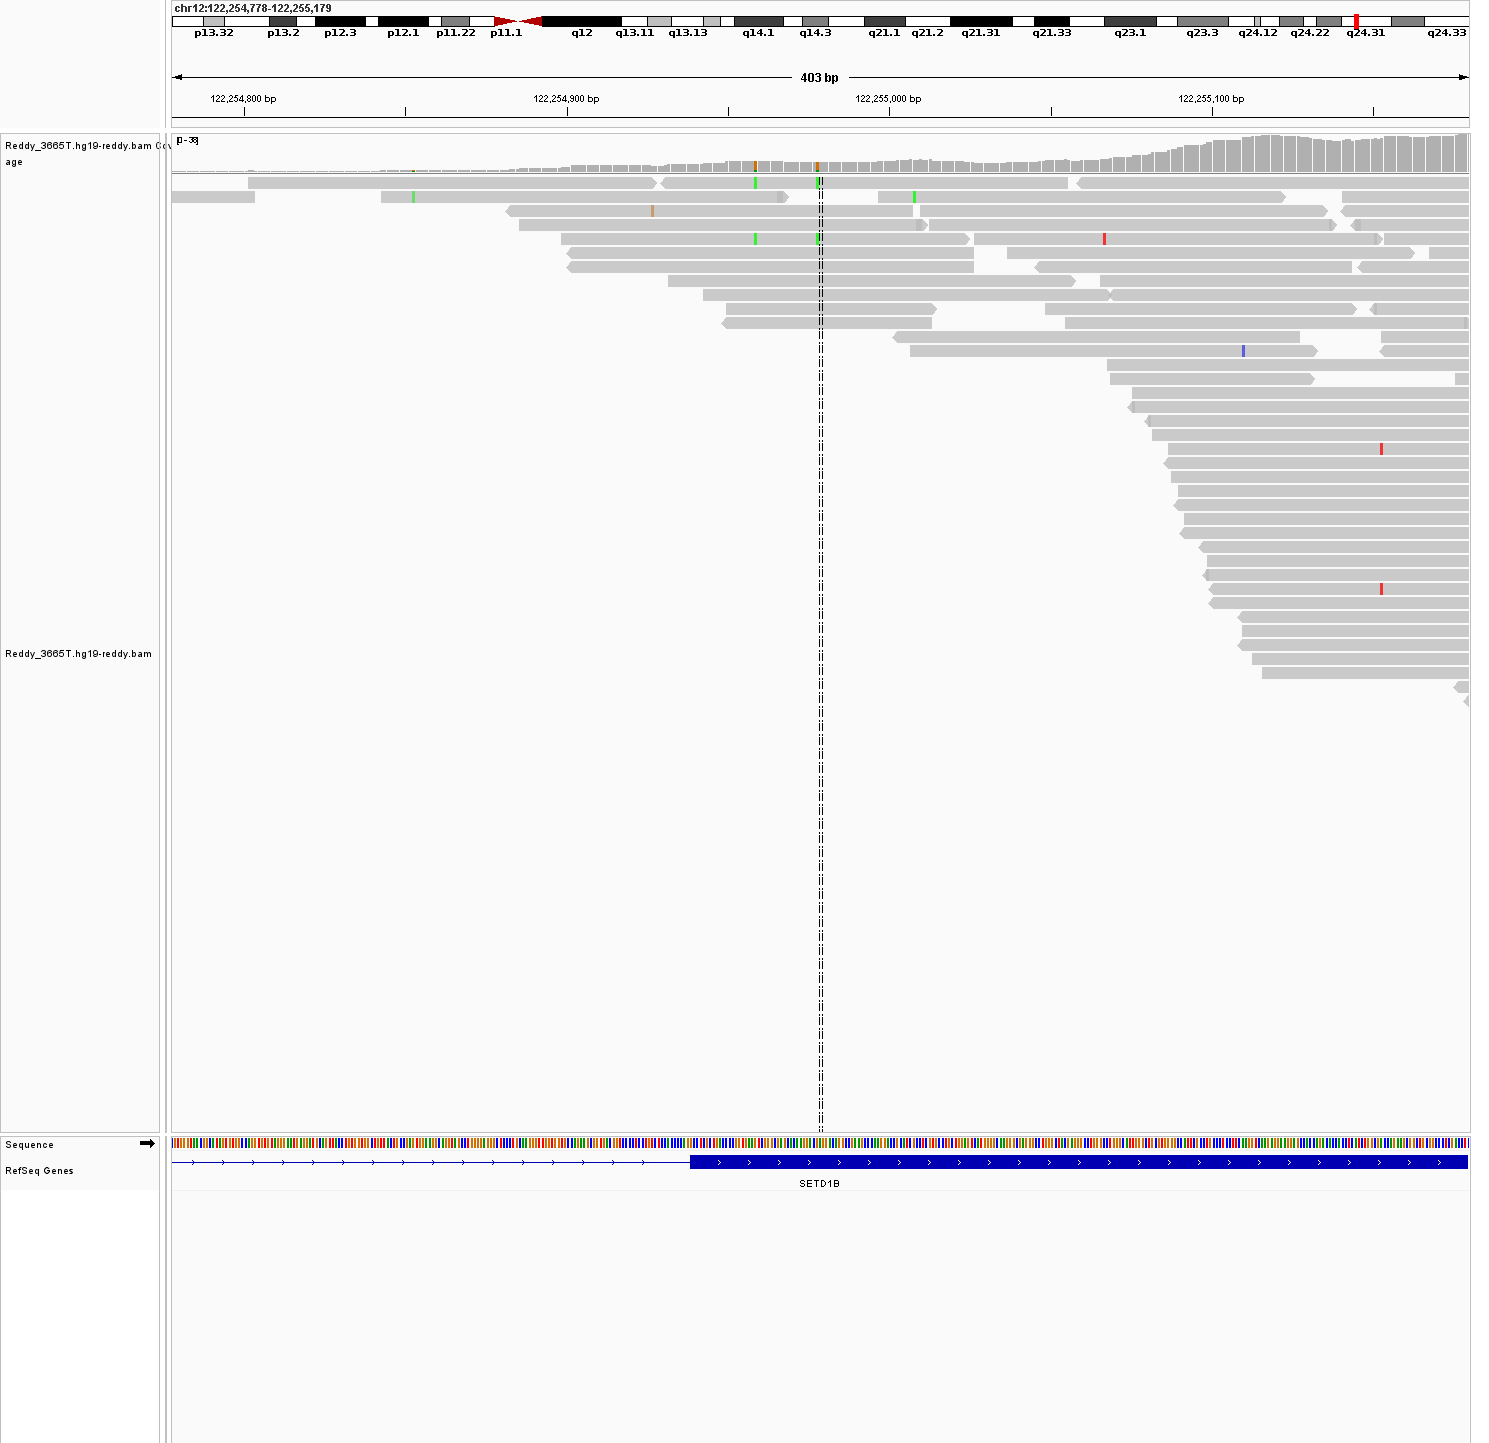 chr12:122,254,778-122,255,179
p13.32 p13.2 p12.3 p12.1 p11.22 p11.1 q12 q13.11 q13.13 q14.1 q14.3 q21.1 q21.2 q21.31 q21.33 q23.1 q23.3 q24.12 q24.22 q24.31 q24.33
403 bp
122,254,800 bp 122,254,900 bp 122,255,000 bp 122,255,100 bp
[0-38]
Reddy_3665T.hg19-reddy.bam Cov
age
Reddy_3665T.hg19-reddy.bam
Sequence
RefSeq Genes
SETD1B